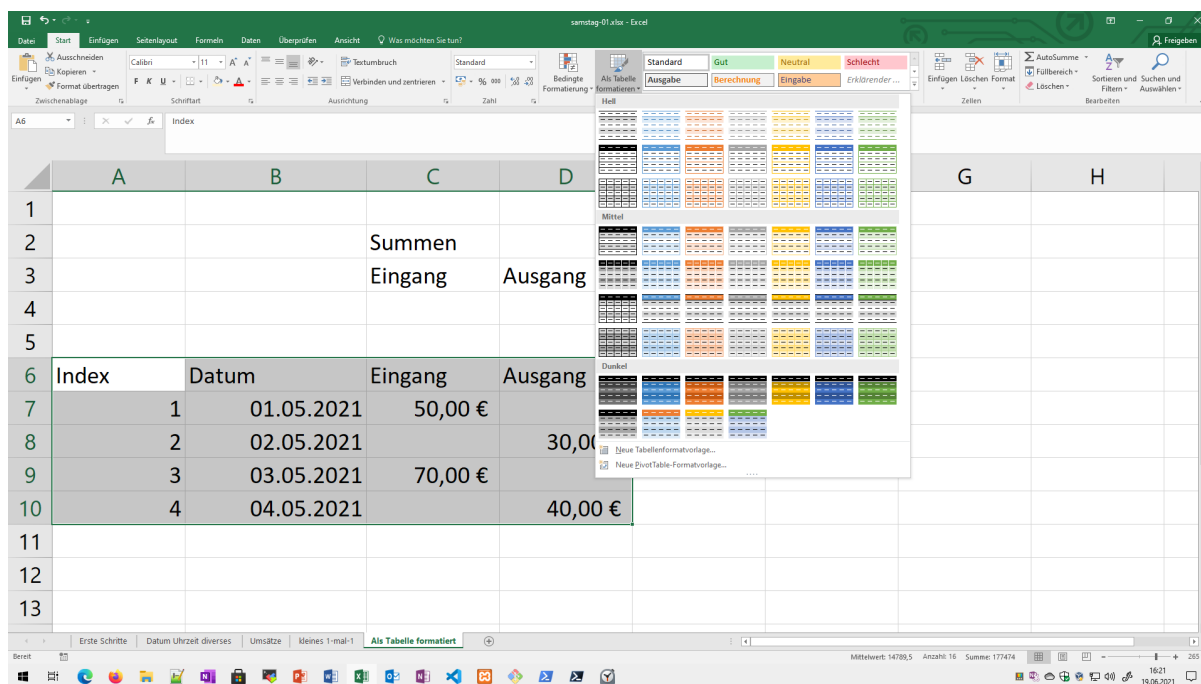 samstag-01.xlsx - Excel
Datei Start Einfügen Seitenlayout Formeln Daten Überprüfen Ansicht Was möchten Sie tun? Freigeben
Einfügen
Ausschneiden
Kopieren
Format übertragen
Zwischenablage
Calibri 11
F K U
Schriftart
Textumbruch
Verbinden und zentrieren
Ausrichtung
Standard
% 000
Zahl
Bedingte Formatierung
Als Tabelle formatieren
Standard Gut Neutral Schlecht
Ausgabe Berechnung Eingabe Erklärender ...
Einfügen Löschen Format
Zellen
AutoSumme
Füllbereich
Löschen
Sortieren und Filtern
Suchen und Auswählen
Bearbeiten
A6 fx Index
Hell
Mittel
Dunkel
Neue Tabellenformatvorlage...
Neue PivotTable-Formatvorlage...
A B C D G H
1
2 Summen
3 Eingang Ausgang
4
5
6 Index Datum Eingang Ausgang
7 1 01.05.2021 50,00 €
8 2 02.05.2021 30,00
9 3 03.05.2021 70,00 €
10 4 04.05.2021 40,00 €
11
12
13
Erste Schritte Datum Uhrzeit diverses Umsätze kleines 1-mal-1 Als Tabelle formatiert
Bereit Mittelwert: 14789,5 Anzahl: 16 Summe: 177474 265
16:21
19.06.2021